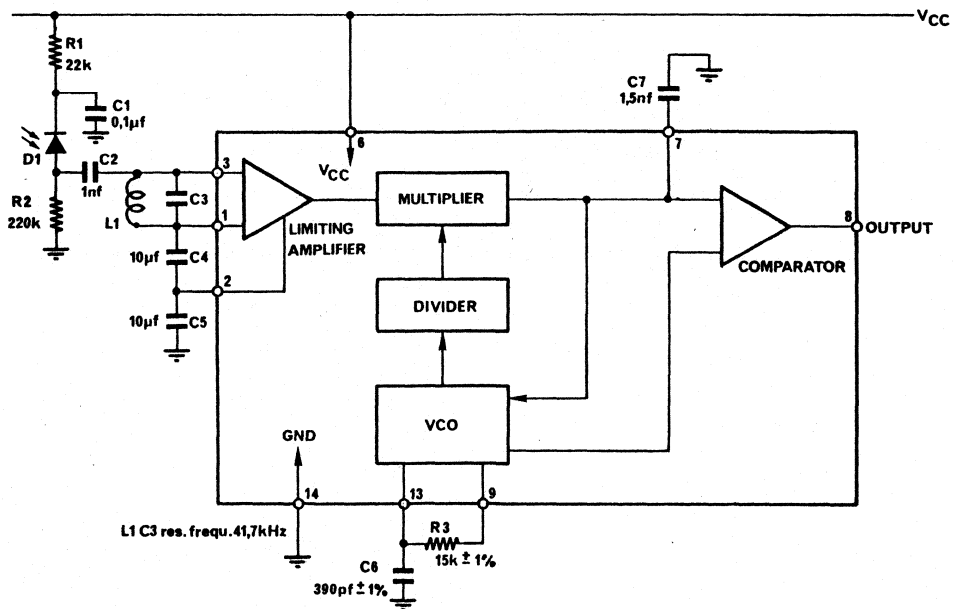 VCC
R1
22k
C1
0,1µf
D1
C2
1nf
R2
220k
L1
C3
10µf
C4
10µf
C5
3
1
2
6
VCC
LIMITING
AMPLIFIER
MULTIPLIER
DIVIDER
VCO
C7
1,5nf
7
COMPARATOR
8
OUTPUT
GND
14
13
9
L1 C3 res. frequ.41,7kHz
R3
15k ± 1%
C6
390pf ± 1%